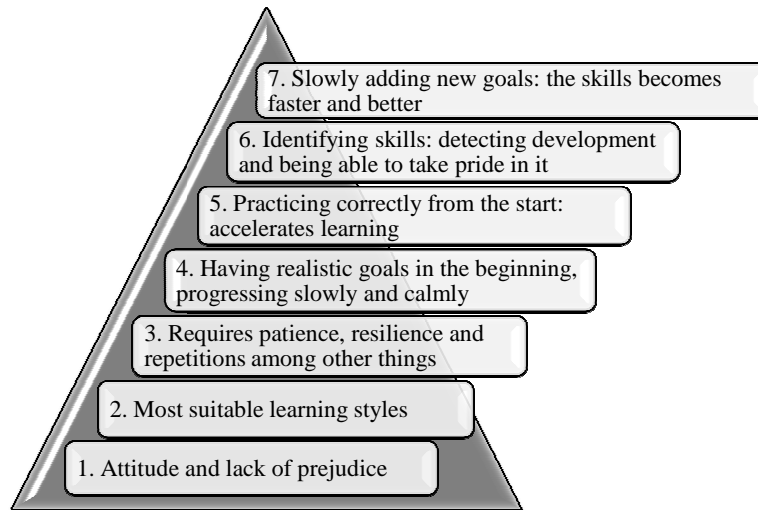 7. Slowly adding new goals: the skills becomes
faster and better
6. Identifying skills: detecting development
and being able to take pride in it
5. Practicing correctly from the start:
accelerates learning
4. Having realistic goals in the beginning,
progressing slowly and calmly
3. Requires patience, resilience and
repetitions among other things
2. Most suitable learning styles
1. Attitude and lack of prejudice